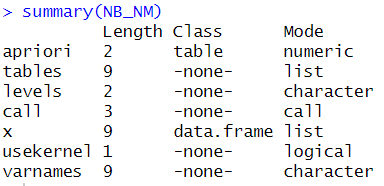 > summary(NB_NM)
Length Class Mode
apriori 2 table numeric
tables 9 -none- list
levels 2 -none- character
call 3 -none- call
x 9 data.frame list
usekernel 1 -none- logical
varnames 9 -none- character